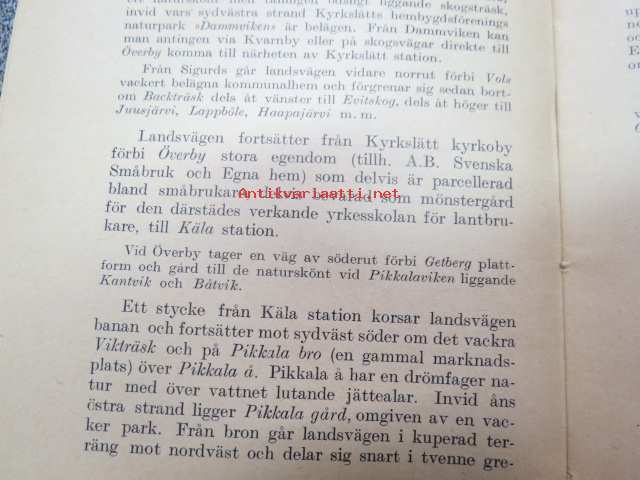 invid vars sydvästra strand Kyrkslätts hembygdsförenings
naturpark »Dammviken» är belägen. Från Dammviken kan
man antingen via Kvarnby eller på skogsvägar direkte till
Överby komma till närheten av Kyrkslätt station.
Från Sigurds går landsvägen vidare norrut förbi Vols
vackert belägna kommunalhem och förgrenar sig sedan bort-
om Backträsk dels åt vänster till Evitskog, dels åt höger till
Juusjärvi, Lappböle, Haapajärvi m. m.
Landsvägen fortsätter från Kyrkslätt kyrkoby
förbi Överby stora egendom (tillh. A.B. Svenska
Småbruk och Egna hem) som delvis är parcellerad
bland småbrukare, delvis bevarad som mönstergård
Antikvariaatti.net
för den därstädes verkande yrkesskolan för lantbru-
kare, till Käla station.
Vid Överby tager en väg av söderut förbi Getberg platt-
form och gård till de naturskönt vid Pikkalaviken liggande
Kantvik och Båtvik.
Ett stycke från Käla station korsar landsvägen
banan och fortsätter mot sydväst söder om det vackra
Vikträsk och på Pikkala bro (en gammal marknads-
plats) över Pikkala å. Pikkala å har en drömfager na-
tur med över vattnet lutande jättealar. Invid åns
östra strand ligger Pikkala gård, omgiven av en vac-
ker park. Från bron går landsvägen i kuperad ter-
räng mot nordväst och delar sig snart i tvenne gre-